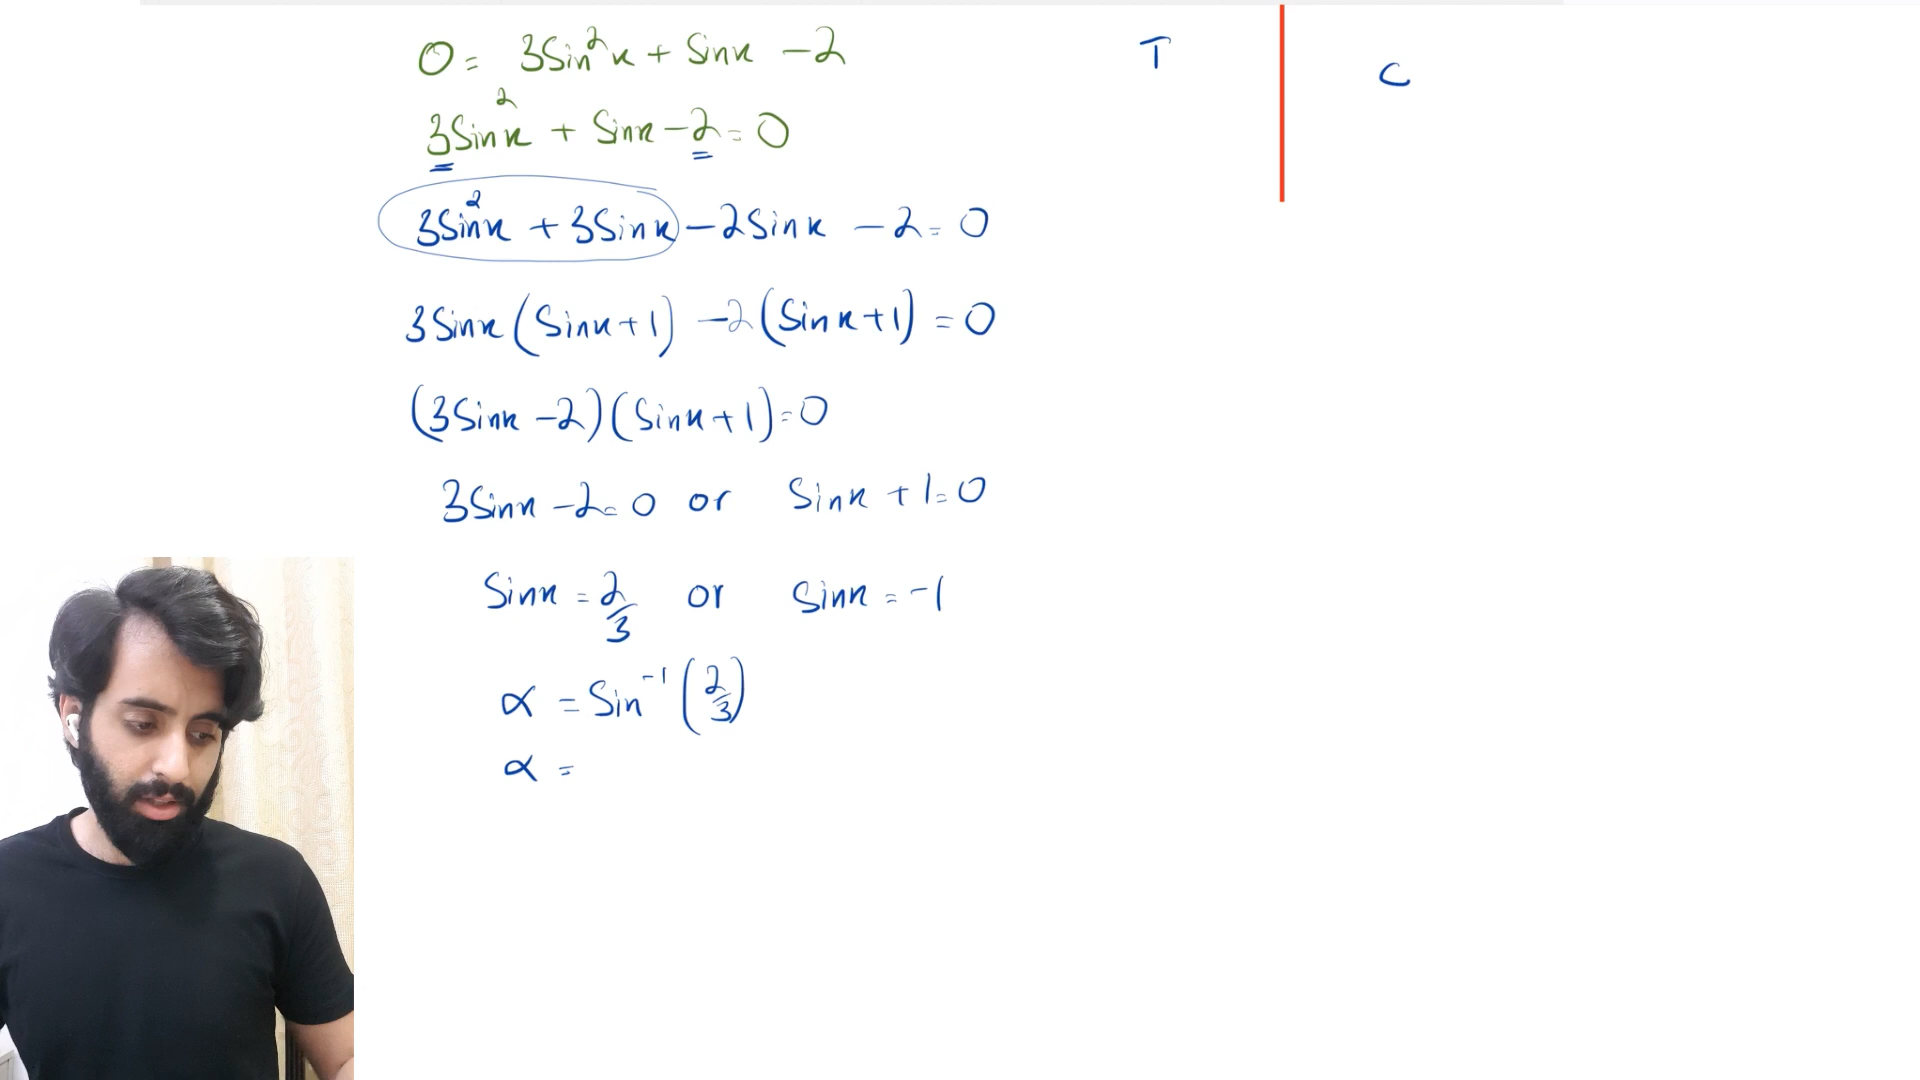 0 = 3Sin²x + Sinx - 2
3Sin²x + Sinx - 2 = 0
3Sin²x + 3Sinx - 2Sinx - 2 = 0
3Sinx (Sinx + 1) - 2 (Sinx + 1) = 0
(3Sinx - 2)(Sinx + 1) = 0
3Sinx - 2 = 0 or Sinx + 1 = 0
Sinx = 2/3 or Sinx = -1
α = Sin⁻¹ (2/3)
α =
T
C